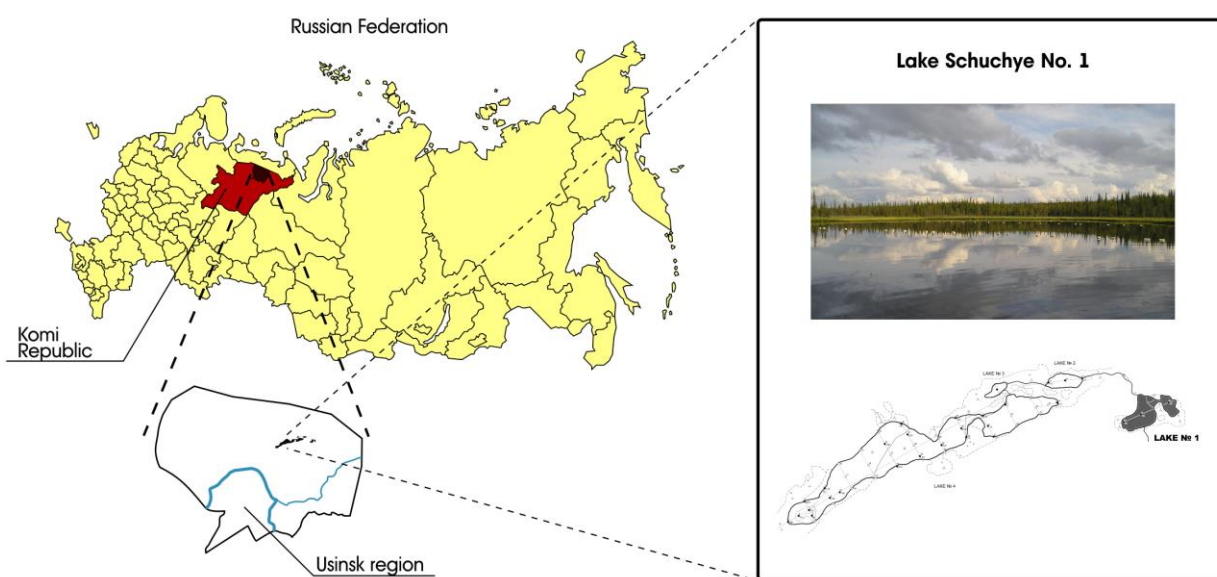 Russian Federation
Komi
Republic
Usinsk region
Lake Schuchye No. 1
LAKE № 2
LAKE № 3
LAKE № 1
LAKE № 4